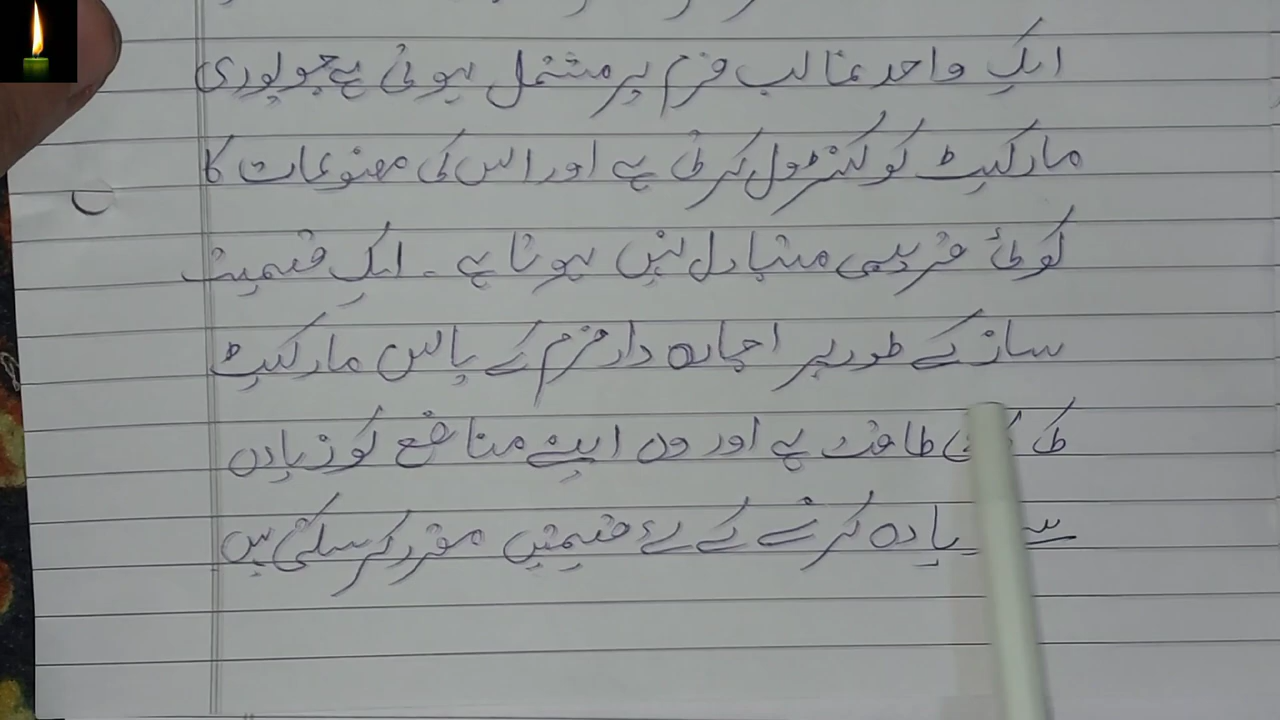 ایک واحد غالب فرم پر مشتمل ہوتی ہے جو پوری
مارکیٹ کو کنٹرول کرتی ہے اور اس کی مصنوعات کا
کوئی قریبی متبادل نہیں ہوتا ہے ۔ ایک قیمت
ساز کے طور پر اجارہ دار فرم کے پاس مارکیٹ
طاقت ہے اور وہ اپنے منافع کو زیادہ
سے کرنے کے لئے قیمتیں مقرر کر سکتی ہیں